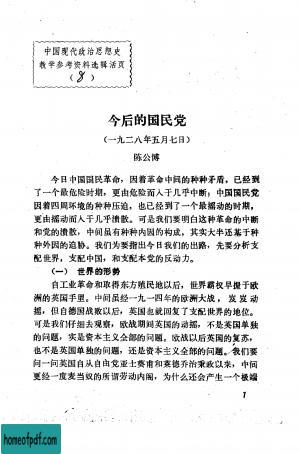 中国现代政治思想史
教学参考资料选辑活页
(8)
今后的国民党
(一九二八年五月七日)
陈公博
今日中国国民革命，因着革命中间的种种矛盾，已经到
了一个最危险时期，更由危险而入于几乎中断；中国国民党
因着四周环境的种种压迫，也已经到了一个最摇动的时期，
更由摇动而入于几乎溃散。可是我们要明白这种革命的中断
和党的溃散，中间虽有种种内因的构成，其实大半还基于种
种外因的迫胁。我们为要指出今日我们的出路，先要分析支
配世界，支配中国，和支配本党的反动力。
(一) 世界的形势
自工业革命和取得东方殖民地以后，世界霸权早握于欧
洲的英国手里。中间虽经一九一四年的欧洲大战，岌岌动
摇，但自德国战败以后，英国也就回复了支配世界的地位。
可是我们仔细去观察，欧战期间英国的动摇，不是英国单独
的问题，实是资本主义全部的问题。欧战以后英国的复苏，
也不是英国单独的问题，还是资本主义全部的问题。我们要
问一问英国自从自由党亚士葵甫和莱德乔治秉政以来，中间
更经一度麦当奴的所谓劳动内阁，为什么还会产生一个极端
1
homeofpdf.com
homeofpdf.com